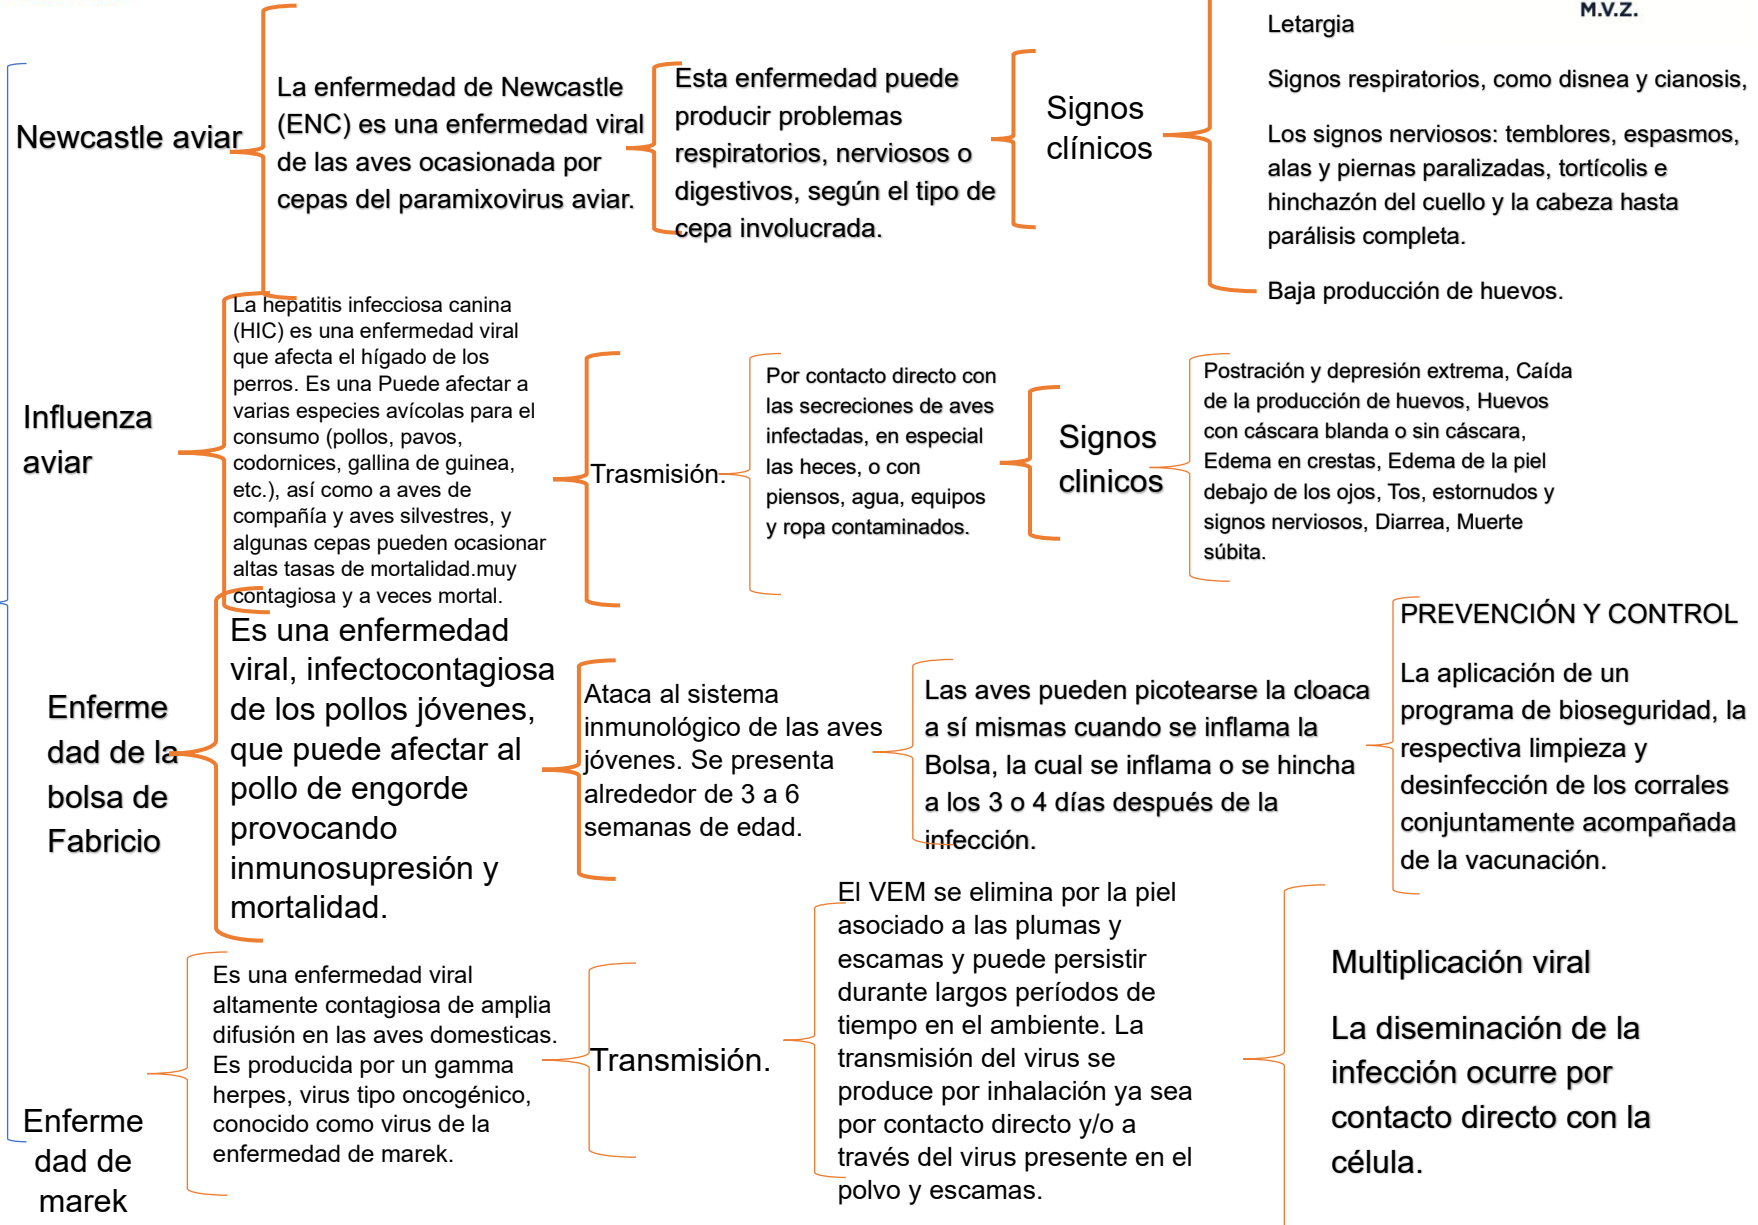 M.V.Z.
Newcastle aviar
La enfermedad de Newcastle
(ENC) es una enfermedad viral
de las aves ocasionada por
cepas del paramixovirus aviar.
Esta enfermedad puede
producir problemas
respiratorios, nerviosos o
digestivos, según el tipo de
cepa involucrada.
Signos
clínicos
Letargia
Signos respiratorios, como disnea y cianosis,
Los signos nerviosos: temblores, espasmos,
alas y piernas paralizadas, tortícolis e
hinchazón del cuello y la cabeza hasta
parálisis completa.
Baja producción de huevos.
Influenza
aviar
La hepatitis infecciosa canina
(HIC) es una enfermedad viral
que afecta el hígado de los
perros. Es una Puede afectar a
varias especies avícolas para el
consumo (pollos, pavos,
codornices, gallina de guinea,
etc.), así como a aves de
compañía y aves silvestres, y
algunas cepas pueden ocasionar
altas tasas de mortalidad.muy
contagiosa y a veces mortal.
Trasmisión.
Por contacto directo con
las secreciones de aves
infectadas, en especial
las heces, o con
piensos, agua, equipos
y ropa contaminados.
Signos
clinicos
Postración y depresión extrema, Caída
de la producción de huevos, Huevos
con cáscara blanda o sin cáscara,
Edema en crestas, Edema de la piel
debajo de los ojos, Tos, estornudos y
signos nerviosos, Diarrea, Muerte
súbita.
Enferme
dad de la
bolsa de
Fabricio
Es una enfermedad
viral, infectocontagiosa
de los pollos jóvenes,
que puede afectar al
pollo de engorde
provocando
inmunosupresión y
mortalidad.
Ataca al sistema
inmunológico de las aves
jóvenes. Se presenta
alrededor de 3 a 6
semanas de edad.
Las aves pueden picotearse la cloaca
a sí mismas cuando se inflama la
Bolsa, la cual se inflama o se hincha
a los 3 o 4 días después de la
infección.
PREVENCIÓN Y CONTROL
La aplicación de un
programa de bioseguridad, la
respectiva limpieza y
desinfección de los corrales
conjuntamente acompañada
de la vacunación.
Enferme
dad de
marek
Es una enfermedad viral
altamente contagiosa de amplia
difusión en las aves domesticas.
Es producida por un gamma
herpes, virus tipo oncogénico,
conocido como virus de la
enfermedad de marek.
Transmisión.
El VEM se elimina por la piel
asociado a las plumas y
escamas y puede persistir
durante largos períodos de
tiempo en el ambiente. La
transmisión del virus se
produce por inhalación ya sea
por contacto directo y/o a
través del virus presente en el
polvo y escamas.
Multiplicación viral
La diseminación de la
infección ocurre por
contacto directo con la
célula.